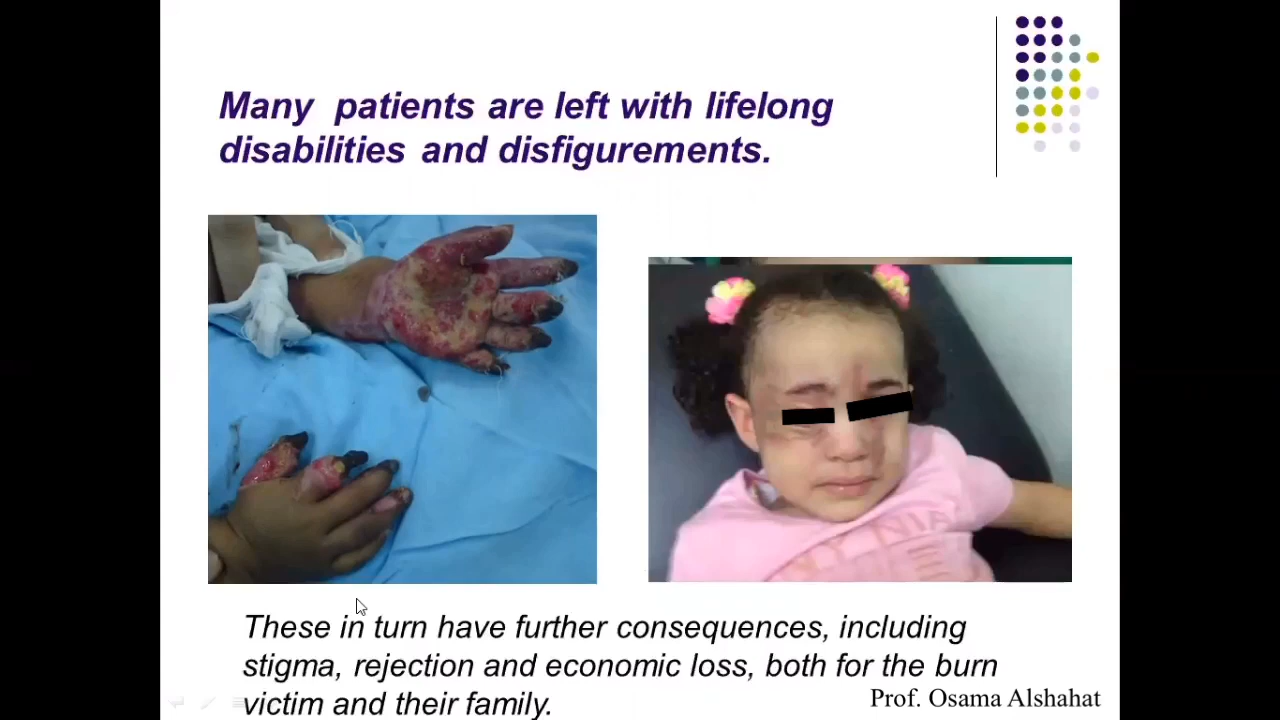 Many patients are left with lifelong
disabilities and disfigurements.
These in turn have further consequences, including
stigma, rejection and economic loss, both for the burn
victim and their family.
Prof. Osama Alshahat